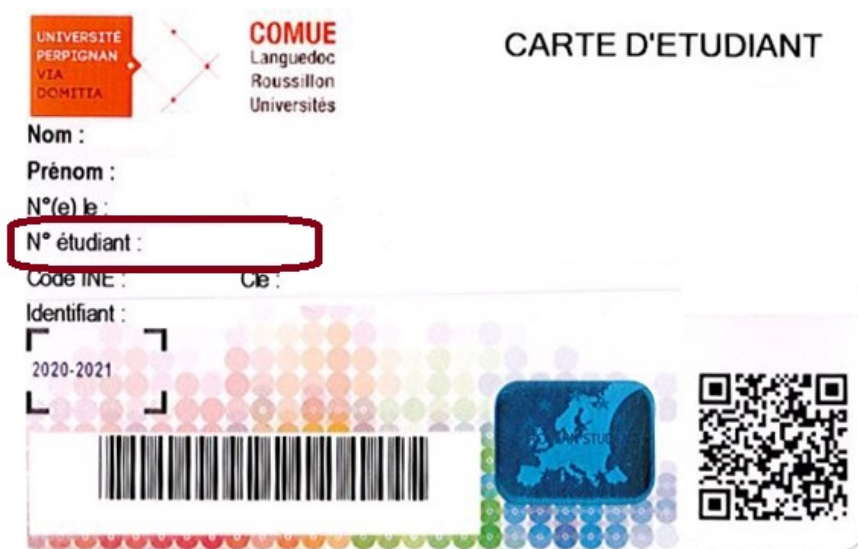 UNIVERSITÉ
PERPIGNAN
VIA
DOMITIA
COMUE
Languedoc
Roussillon
Universités
CARTE D'ETUDIANT
Nom :
Prénom :
N°(e) le :
N° étudiant :
Code INE : Clé :
Identifiant :
2020-2021
STUDENT